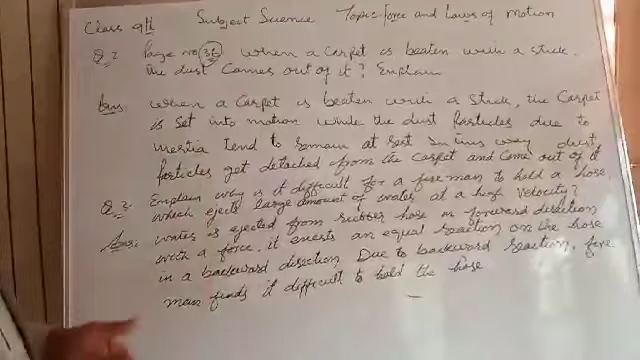 Class 9th Subject Science Topic Force and Laws of motion
Q.2 Page no 36 When a Carpet is beaten with a stick.
The dust Comes out of it? Explain
Ans. When a Carpet is beaten with a stick, the Carpet
is set into motion while the dust particles due to
inertia tend to remain at rest In this way dust
particles get detached from the Carpet and Come out of it
Q.3. Explain why is it difficult for a fireman to hold a hose,
which ejects large amount of water at a high velocity?
Ans: Water is ejected from rubber hose in forward direction
with a force, it exerts an equal reaction on the hose
in a backward direction Due to backward reaction, fire
man finds it difficult to hold the hose